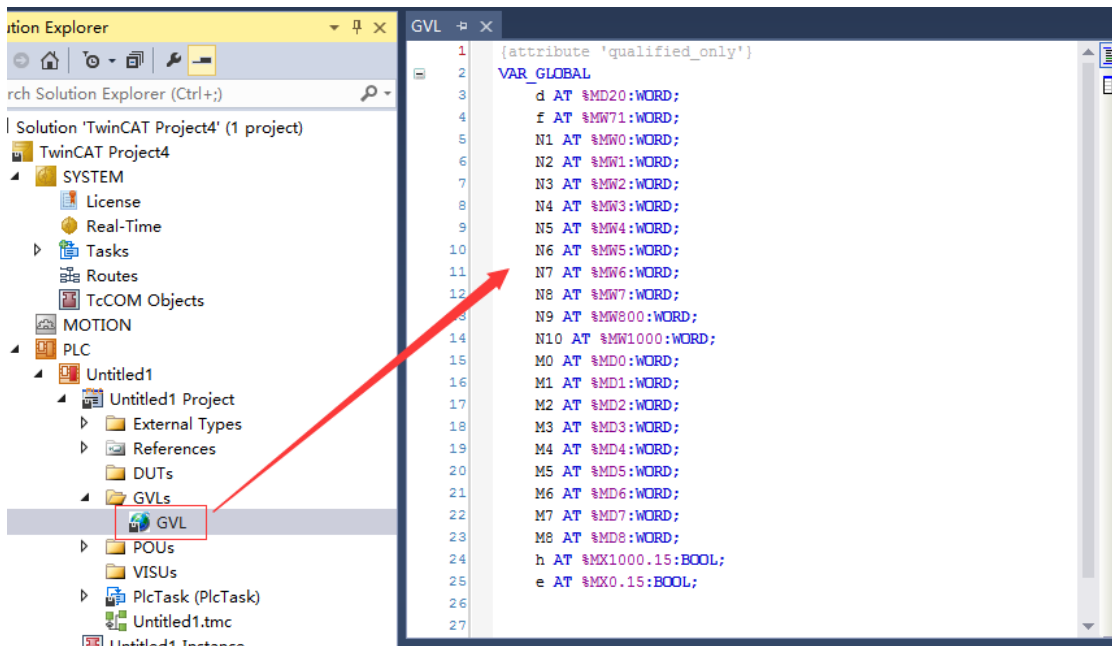 ution Explorer
rch Solution Explorer (Ctrl+;)
Solution 'TwinCAT Project4' (1 project)
TwinCAT Project4
SYSTEM
License
Real-Time
Tasks
Routes
TcCOM Objects
MOTION
PLC
Untitled1
Untitled1 Project
External Types
References
DUTs
GVLs
GVL
POUs
VISUs
PlcTask (PlcTask)
Untitled1.tmc
Untitled1 Instance
GVL
1 {attribute 'qualified_only'}
2 VAR_GLOBAL
3 d AT %MD20:WORD;
4 f AT %MW71:WORD;
5 N1 AT %MW0:WORD;
6 N2 AT %MW1:WORD;
7 N3 AT %MW2:WORD;
8 N4 AT %MW3:WORD;
9 N5 AT %MW4:WORD;
10 N6 AT %MW5:WORD;
11 N7 AT %MW6:WORD;
12 N8 AT %MW7:WORD;
13 N9 AT %MW800:WORD;
14 N10 AT %MW1000:WORD;
15 M0 AT %MD0:WORD;
16 M1 AT %MD1:WORD;
17 M2 AT %MD2:WORD;
18 M3 AT %MD3:WORD;
19 M4 AT %MD4:WORD;
20 M5 AT %MD5:WORD;
21 M6 AT %MD6:WORD;
22 M7 AT %MD7:WORD;
23 M8 AT %MD8:WORD;
24 h AT %MX1000.15:BOOL;
25 e AT %MX0.15:BOOL;
26
27